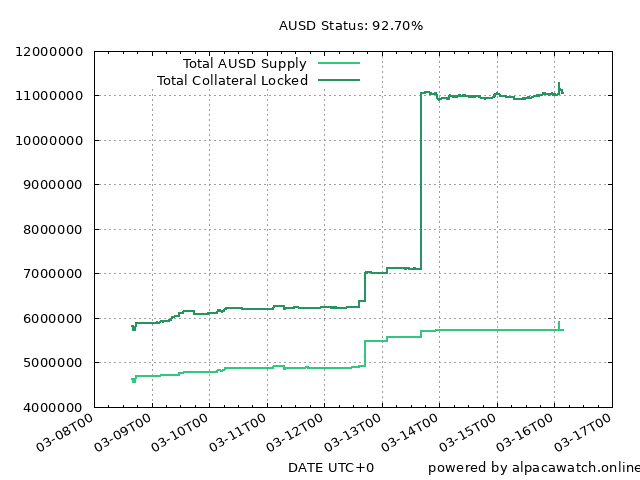 AUSD Status: 92.70%
Total AUSD Supply
Total Collateral Locked
12000000
11000000
10000000
9000000
8000000
7000000
6000000
5000000
4000000
03-08T00
03-09T00
03-10T00
03-11T00
03-12T00
03-13T00
03-14T00
03-15T00
03-16T00
03-17T00
DATE UTC+0
powered by alpacawatch.online